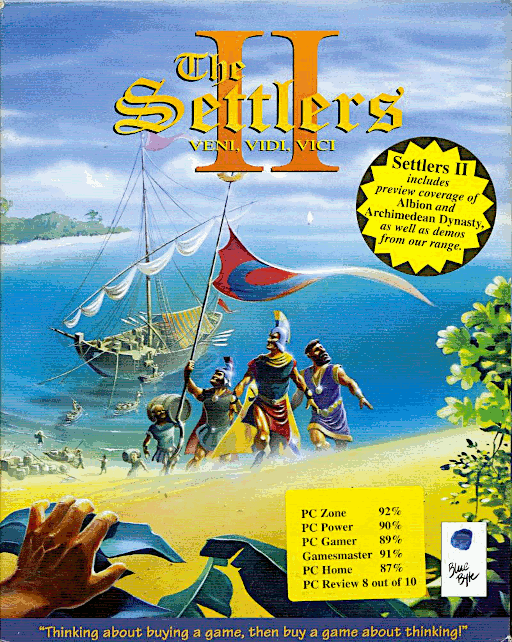 The
Settlers
II
VENI, VIDI, VICI
Settlers II
includes
preview coverage of
Albion and
Archimedean Dynasty,
as well as demos
from our range.
PC Zone 92%
PC Power 90%
PC Gamer 89%
Gamesmaster 91%
PC Home 87%
PC Review 8 out of 10
Blue
Byte
"Thinking about buying a game, then buy a game about thinking!"